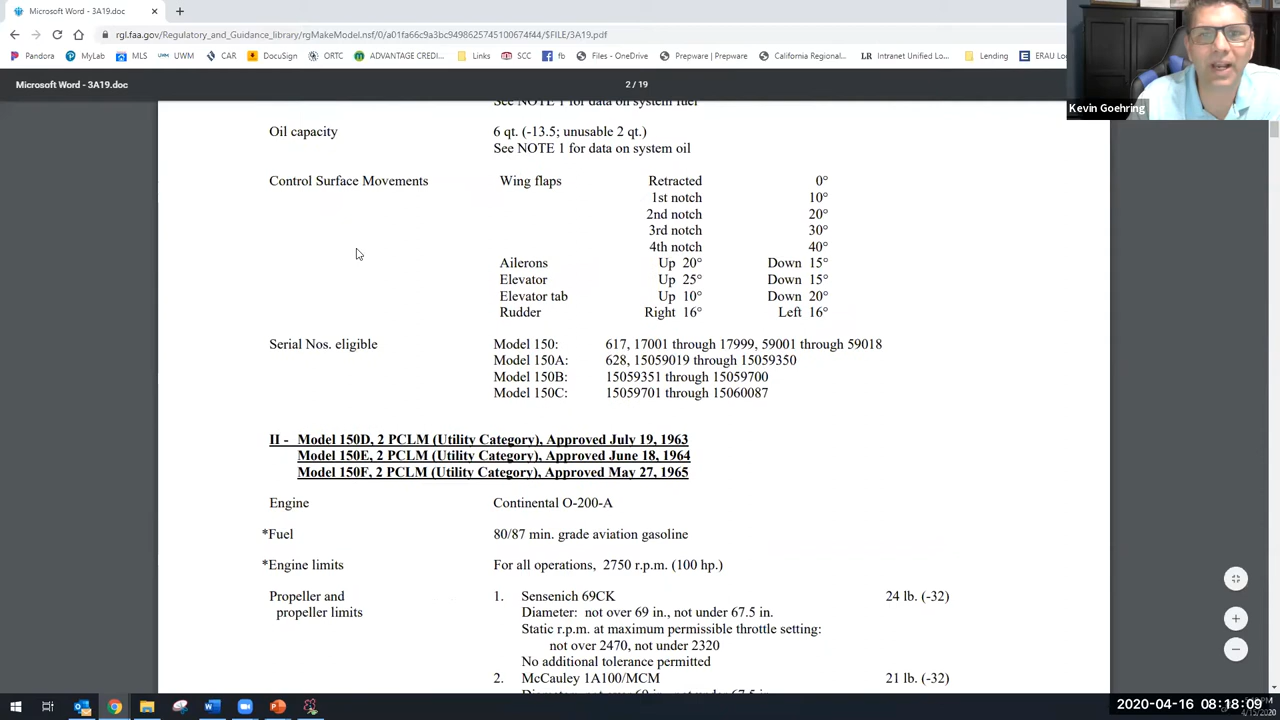 Microsoft Word - 3A19.doc
rgl.faa.gov/Regulatory_and_Guidance_library/rgMakeModel.nsf/0/a01fa66c9a3bc9498625745100674f44/$FILE/3A19.pdf
Pandora MyLab MLS UWM CAR DocuSign ORTC ADVANTAGE CREDI... Links SCC fb Files - OneDrive Prepware | Prepware California Regional... Intranet Unified Lo... Lending ERAU Lo
Kevin Goehring
Microsoft Word - 3A19.doc 2 / 19
See NOTE 1 for data on system fuel
Oil capacity 6 qt. (-13.5; unusable 2 qt.)
See NOTE 1 for data on system oil
Control Surface Movements Wing flaps Retracted 0°
1st notch 10°
2nd notch 20°
3rd notch 30°
4th notch 40°
Ailerons Up 20° Down 15°
Elevator Up 25° Down 15°
Elevator tab Up 10° Down 20°
Rudder Right 16° Left 16°
Serial Nos. eligible Model 150: 617, 17001 through 17999, 59001 through 59018
Model 150A: 628, 15059019 through 15059350
Model 150B: 15059351 through 15059700
Model 150C: 15059701 through 15060087
II - Model 150D, 2 PCLM (Utility Category), Approved July 19, 1963
Model 150E, 2 PCLM (Utility Category), Approved June 18, 1964
Model 150F, 2 PCLM (Utility Category), Approved May 27, 1965
Engine Continental O-200-A
*Fuel 80/87 min. grade aviation gasoline
*Engine limits For all operations, 2750 r.p.m. (100 hp.)
Propeller and 1. Sensenich 69CK 24 lb. (-32)
propeller limits Diameter: not over 69 in., not under 67.5 in.
Static r.p.m. at maximum permissible throttle setting:
not over 2470, not under 2320
No additional tolerance permitted
2. McCauley 1A100/MCM 21 lb. (-32)
2020-04-16 08:18:09